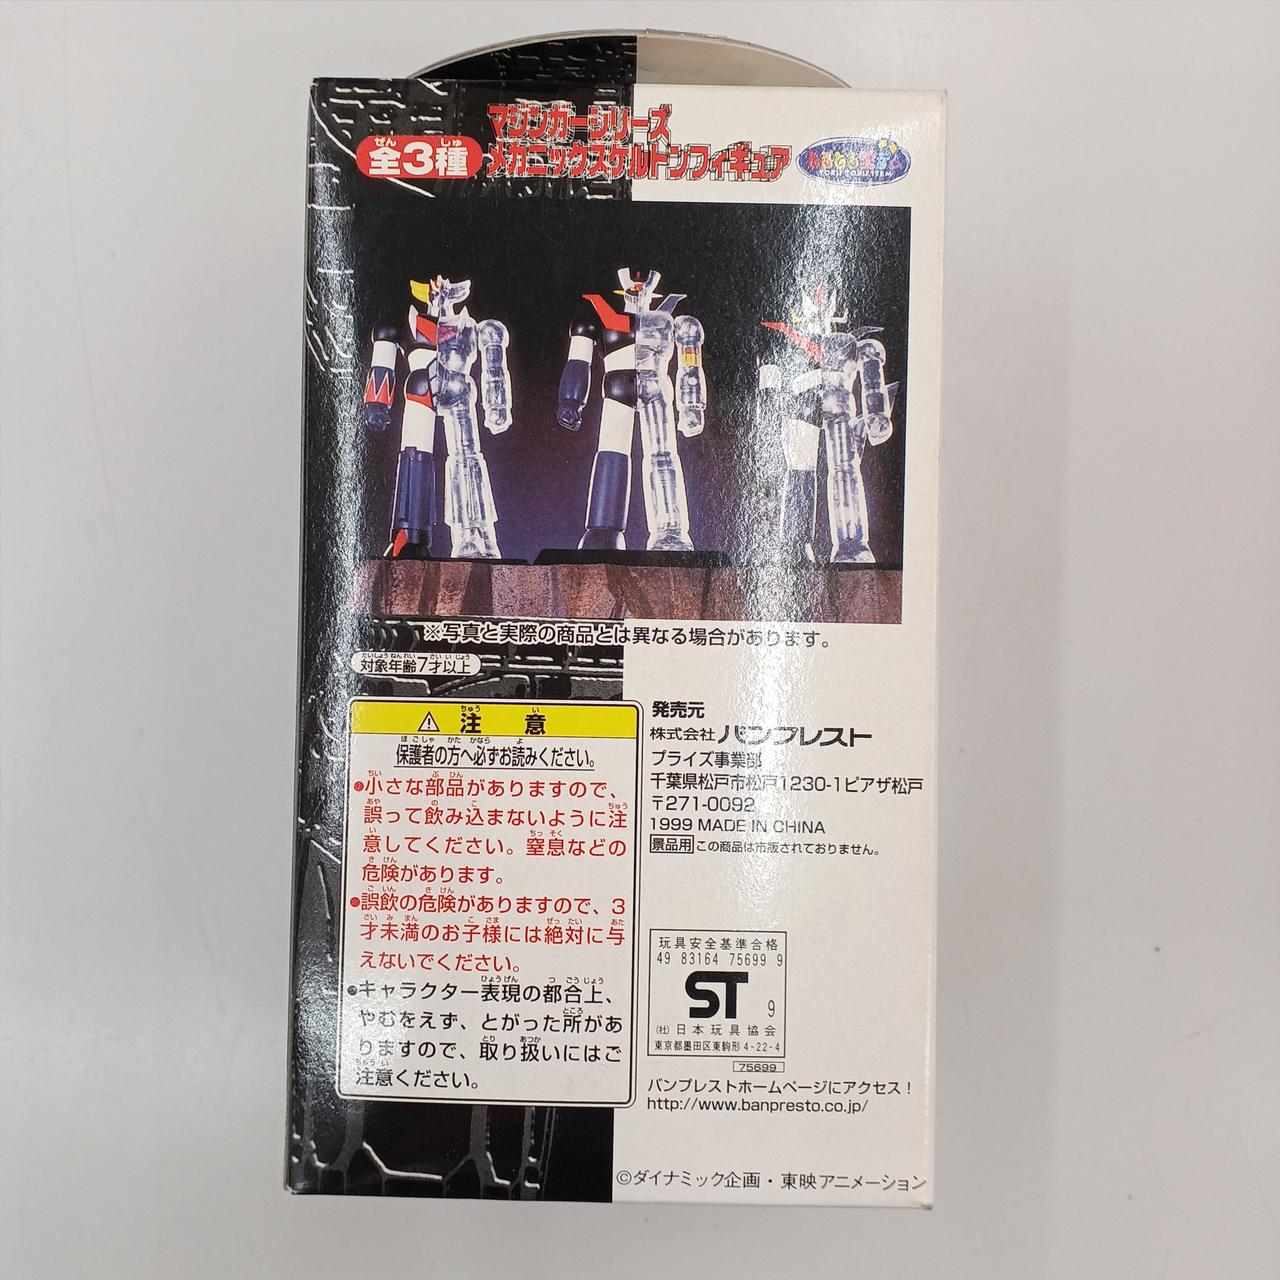 マジンガーシリーズ
全3種 メカニックスケルトンフィギュア
※写真と実際の商品とは異なる場合があります。
対象年齢7才以上
⚠ 注意
保護者の方へ必ずお読みください。
小さな部品がありますので、
誤って飲み込まないように注
意してください。窒息などの
危険があります。
●誤飲の危険がありますので、3
才未満のお子様には絶対に与
えないでください。
●キャラクター表現の都合上、
やむをえず、とがった所があ
りますので、取り扱いにはご
注意ください。
発売元
株式会社 バンプレスト
プライズ事業部
千葉県松戸市松戸1230-1ピアザ松戸
〒271-0092
1999 MADE IN CHINA
景品用 この商品は市販されておりません。
玩具安全基準合格
49 83164 75699 9
ST 9
(社)日本玩具協会
東京都墨田区東駒形4-22-4
75699
バンプレストホームページにアクセス!
http://www.banpresto.co.jp/
©ダイナミック企画・東映アニメーション